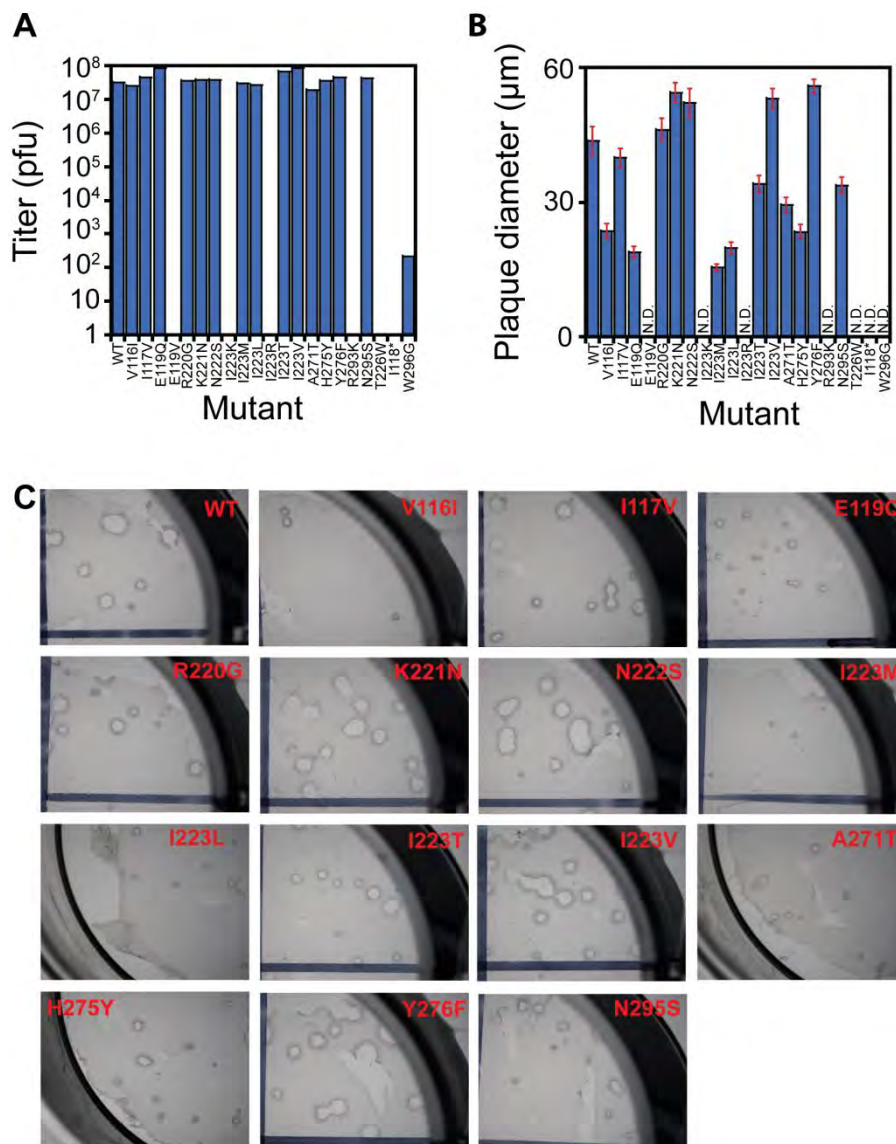 A
B
10⁸
10⁷
10⁶
10⁵
10⁴
10³
10²
10
1
Titer (pfu)
WT
V116I
I117V
E119Q
E119V
R220G
K221N
N222S
I223K
I223M
I223L
I223R
I223T
I223V
A271T
H275Y
Y276F
R293K
N295S
T226W
I118*
W296G
Mutant
60
30
0
Plaque diameter (μm)
N.D.
N.D.
N.D.
N.D.
N.D.
N.D.
N.D.
WT
V116I
I117V
E119Q
E119V
R220G
K221N
N222S
I223K
I223M
I223L
I223R
I223T
I223V
A271T
H275Y
Y276F
R293K
N295S
T226W
I118*
W296G
Mutant
C
WT
V116I
I117V
E119Q
R220G
K221N
N222S
I223M
I223L
I223T
I223V
A271T
H275Y
Y276F
N295S